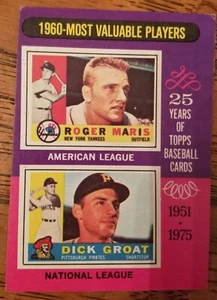 1960-MOST VALUABLE PLAYERS
ROGER MARIS
NEW YORK YANKEES OUTFIELD
AMERICAN LEAGUE
25
YEARS
OF
TOPPS
BASEBALL
CARDS
1951
1975
DICK GROAT
PITTSBURGH PIRATES SHORTSTOP
NATIONAL LEAGUE